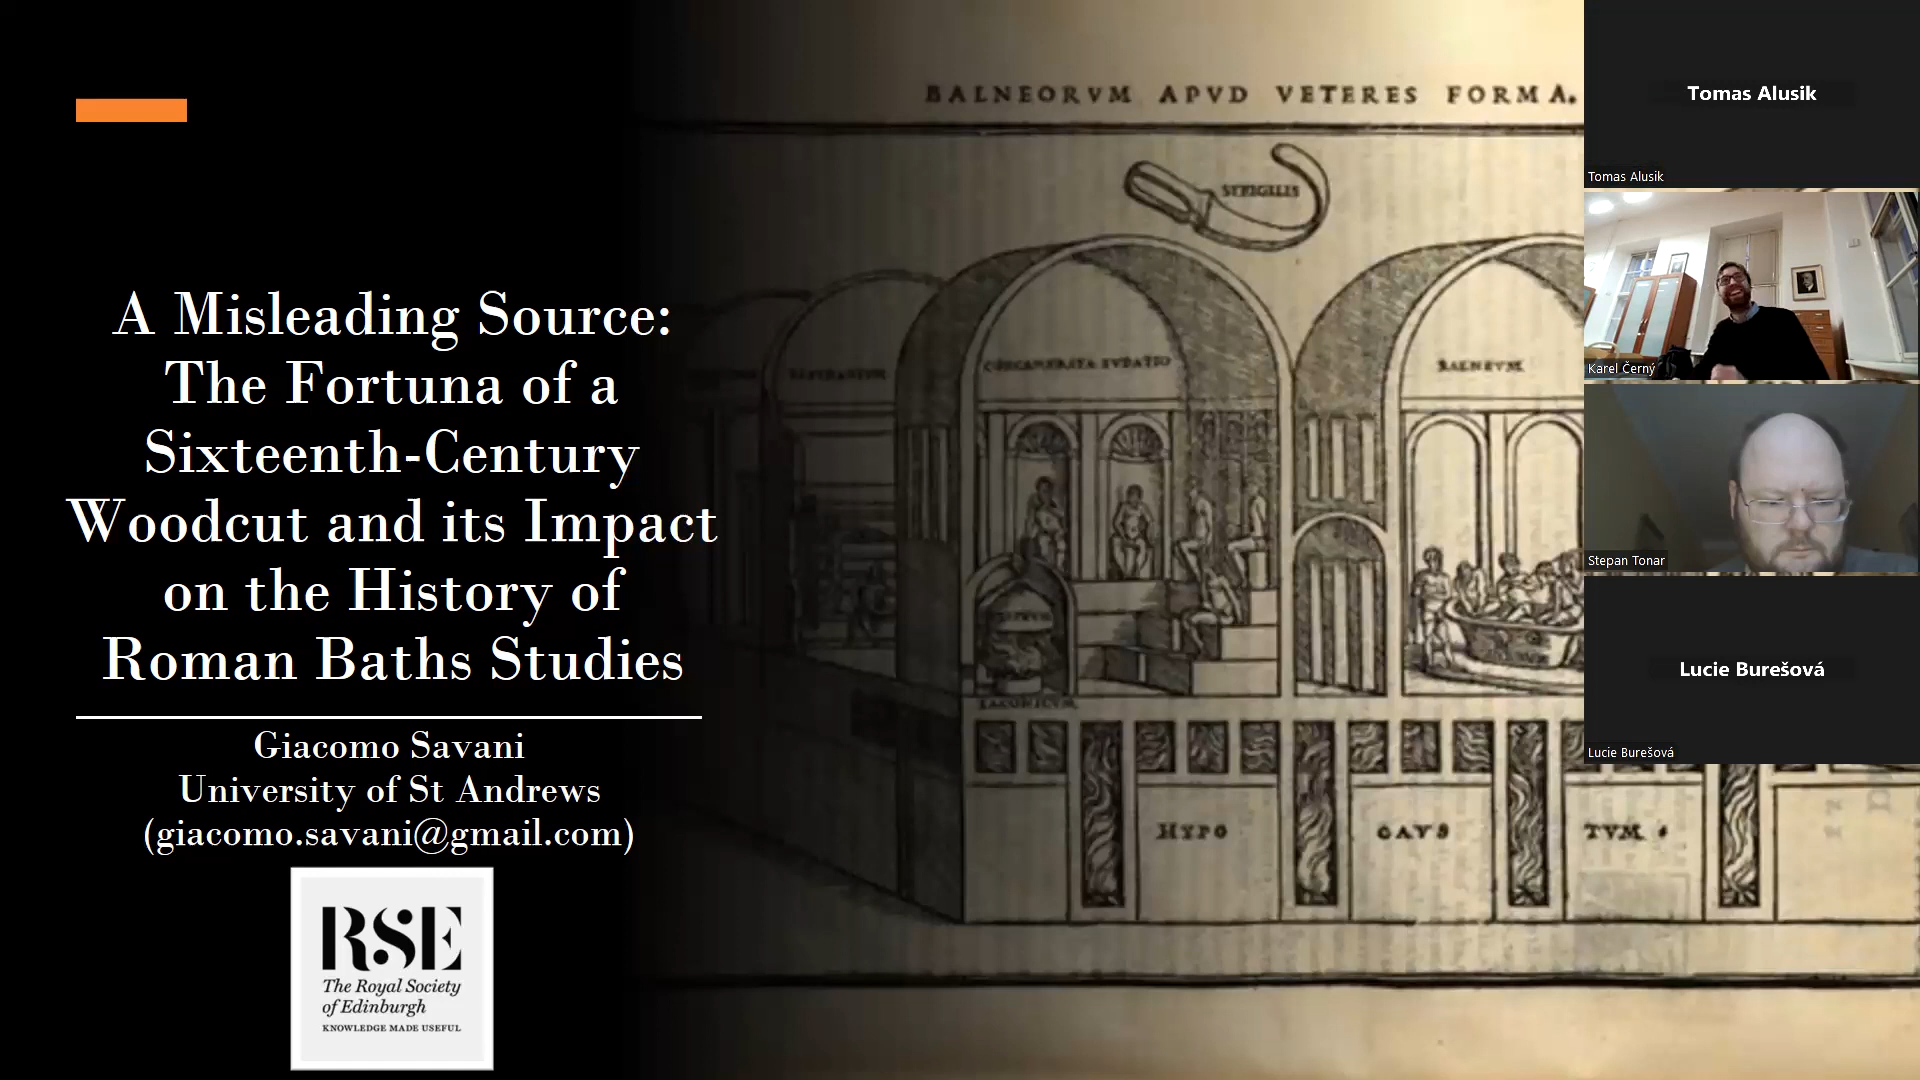 A Misleading Source:
The Fortuna of a
Sixteenth-Century
Woodcut and its Impact
on the History of
Roman Baths Studies
Giacomo Savani
University of St Andrews
(giacomo.savani@gmail.com)
RSE
The Royal Society
of Edinburgh
KNOWLEDGE MADE USEFUL
BALNEORVM APVD VETERES FORMA.
STRIGILIS
CONCAMERATA SVDATIO
BALNEVM
LACONICVM
HYPO
CAVS
TVM
Tomas Alusik
Tomas Alusik
Karel Černý
Stepan Tonar
Lucie Burešová
Lucie Burešová